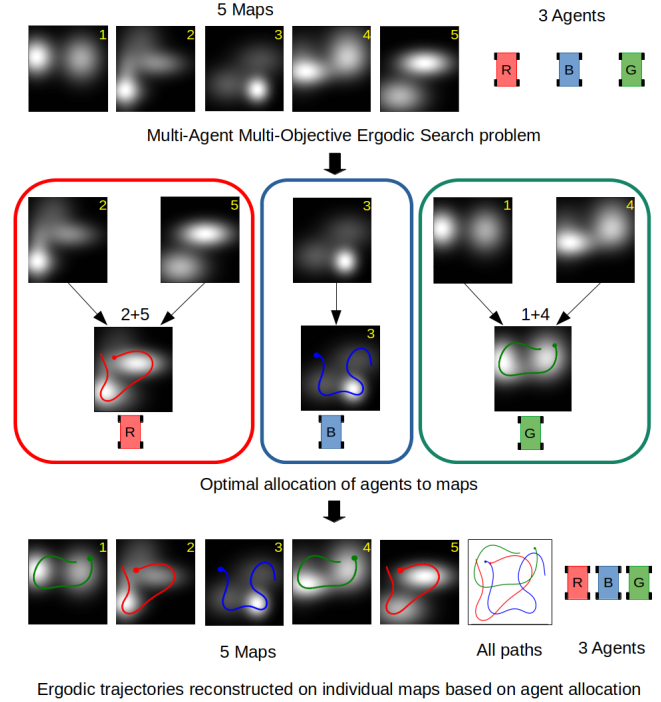 5 Maps
3 Agents
1 2 3 4 5
R B G
Multi-Agent Multi-Objective Ergodic Search problem
2 5 3 1 4
2+5 1+4
3
R B G
Optimal allocation of agents to maps
1 2 3 4 5
R B G
5 Maps All paths 3 Agents
Ergodic trajectories reconstructed on individual maps based on agent allocation